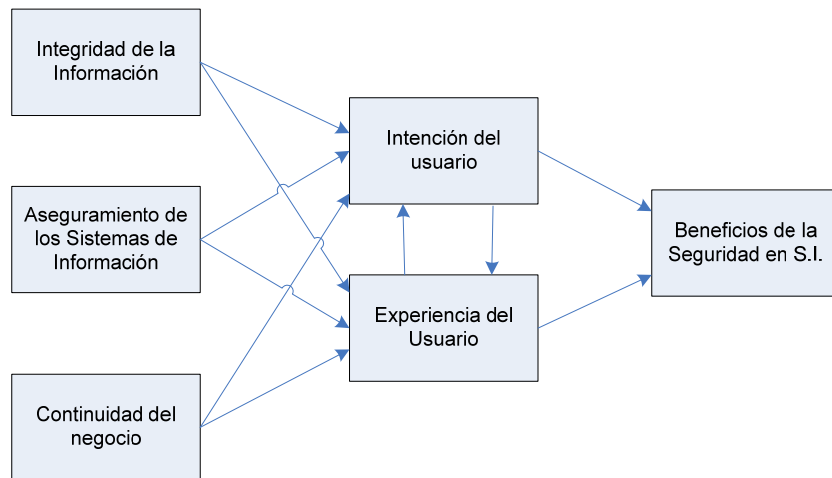 Integridad de la
Información
Intención del
usuario
Aseguramiento de
los Sistemas de
Información
Beneficios de la
Seguridad en S.I.
Experiencia del
Usuario
Continuidad del
negocio